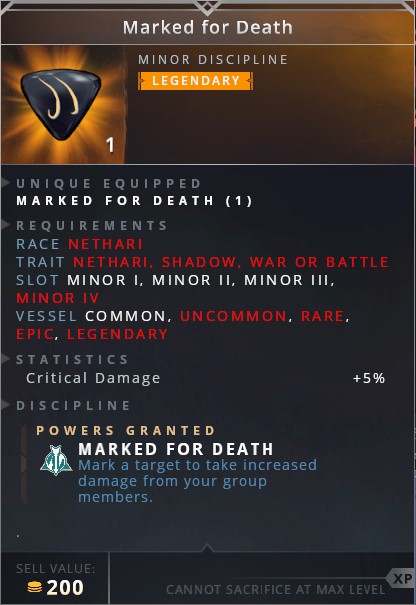 Marked for Death
MINOR DISCIPLINE
LEGENDARY
1
UNIQUE EQUIPPED
MARKED FOR DEATH (1)
REQUIREMENTS
RACE NETHARI
TRAIT NETHARI, SHADOW, WAR OR BATTLE
SLOT MINOR I, MINOR II, MINOR III,
MINOR IV
VESSEL COMMON, UNCOMMON, RARE,
EPIC, LEGENDARY
STATISTICS
Critical Damage +5%
DISCIPLINE
POWERS GRANTED
MARKED FOR DEATH
Mark a target to take increased
damage from your group
members.
.
SELL VALUE:
200
CANNOT SACRIFICE AT MAX LEVEL XP